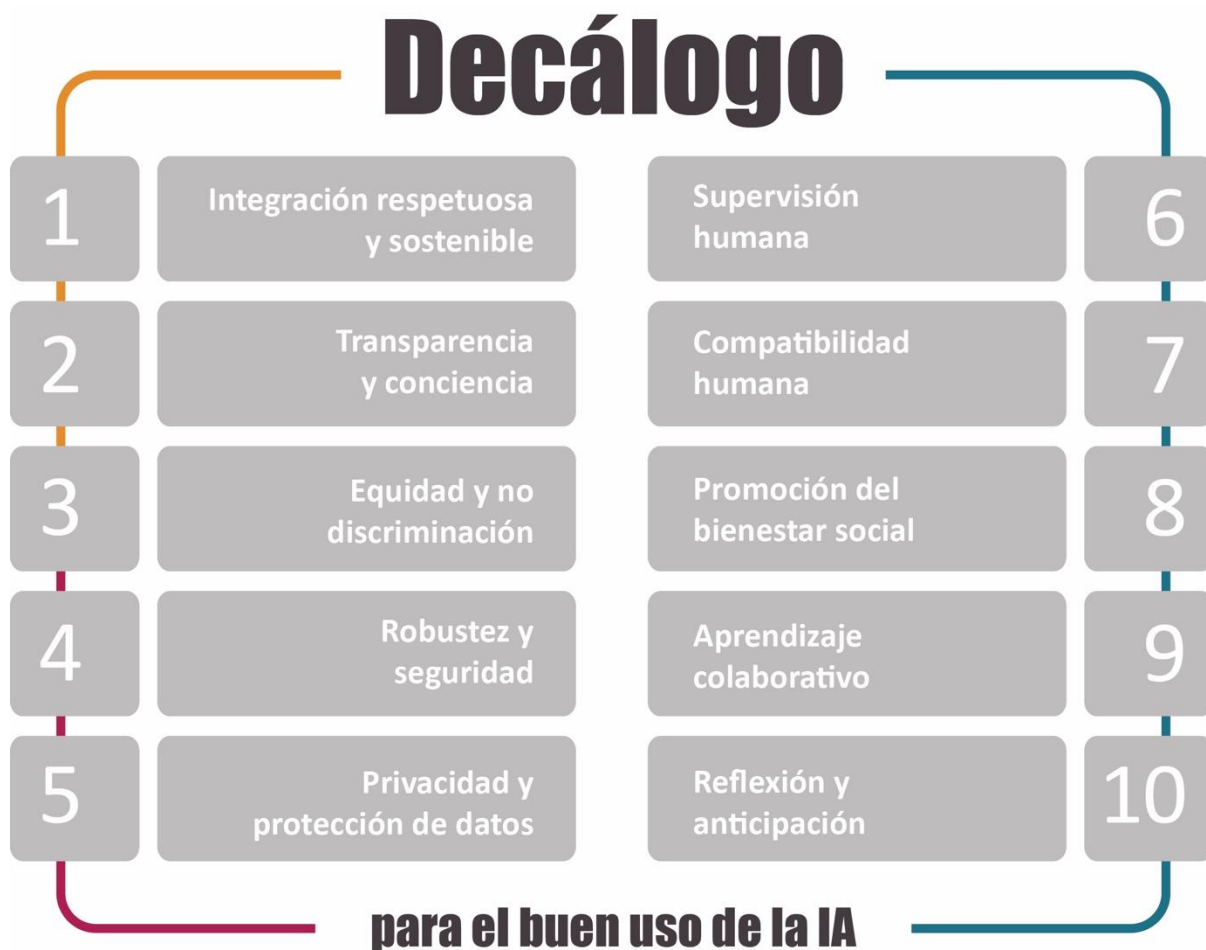 Decálogo
1
Integración respetuosa
y sostenible
2
Transparencia
y conciencia
3
Equidad y no
discriminación
4
Robustez y
seguridad
5
Privacidad y
protección de datos
Supervisión
humana
6
Compatibilidad
humana
7
Promoción del
bienestar social
8
Aprendizaje
colaborativo
9
Reflexión y
anticipación
10
para el buen uso de la IA